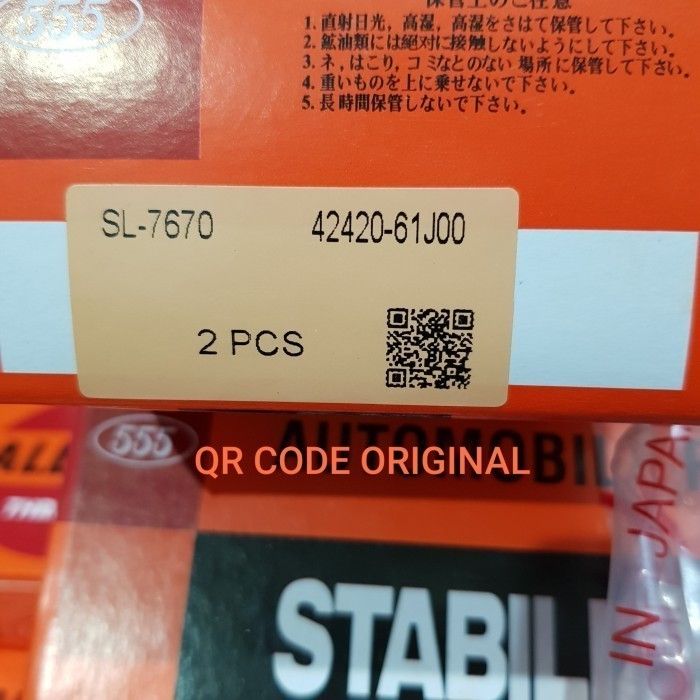 555
保管上のご注意
1. 直射日光，高温，高湿をさけて保管して下さい。
2. 鉱油類には絶対に接触しないようにして下さい。
3. チリ，ほこり，ゴミなどのない場所に保管して下さい。
4. 重いものを上に乗せないで下さい。
5. 長時間保管しないで下さい。
SL-7670 42420-61J00
2 PCS
555
AUTOMOBIL
QR CODE ORIGINAL
ALL
STABIL
IN JAPA